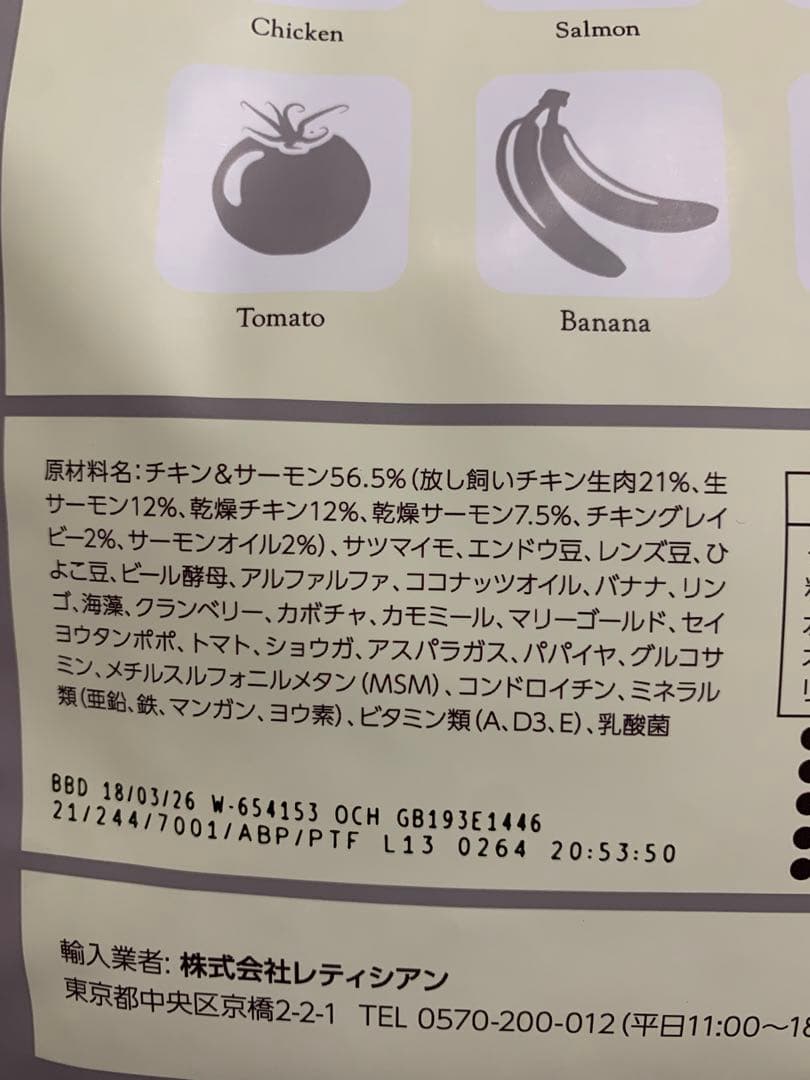 Chicken
Salmon
Tomato
Banana
原材料名:チキン&サーモン56.5%(放し飼いチキン生肉21%、生
サーモン12%、乾燥チキン12%、乾燥サーモン7.5%、チキングレイ
ビー2%、サーモンオイル2%)、サツマイモ、エンドウ豆、レンズ豆、ひ
よこ豆、ビール酵母、アルファルファ、ココナッツオイル、バナナ、リン
ゴ、海藻、クランベリー、カボチャ、カモミール、マリーゴールド、セイ
ヨウタンポポ、トマト、ショウガ、アスパラガス、パパイヤ、グルコサ
ミン、メチルスルフォニルメタン(MSM)、コンドロイチン、ミネラル
類(亜鉛、鉄、マンガン、ヨウ素)、ビタミン類(A、D3、E)、乳酸菌
BBD 18/03/26 W-654153 OCH GB193E1446
21/244/7001/ABP/PTF L13 0264 20:53:50
輸入業者: 株式会社レティシアン
東京都中央区京橋2-2-1 TEL 0570-200-012(平日11:00〜18